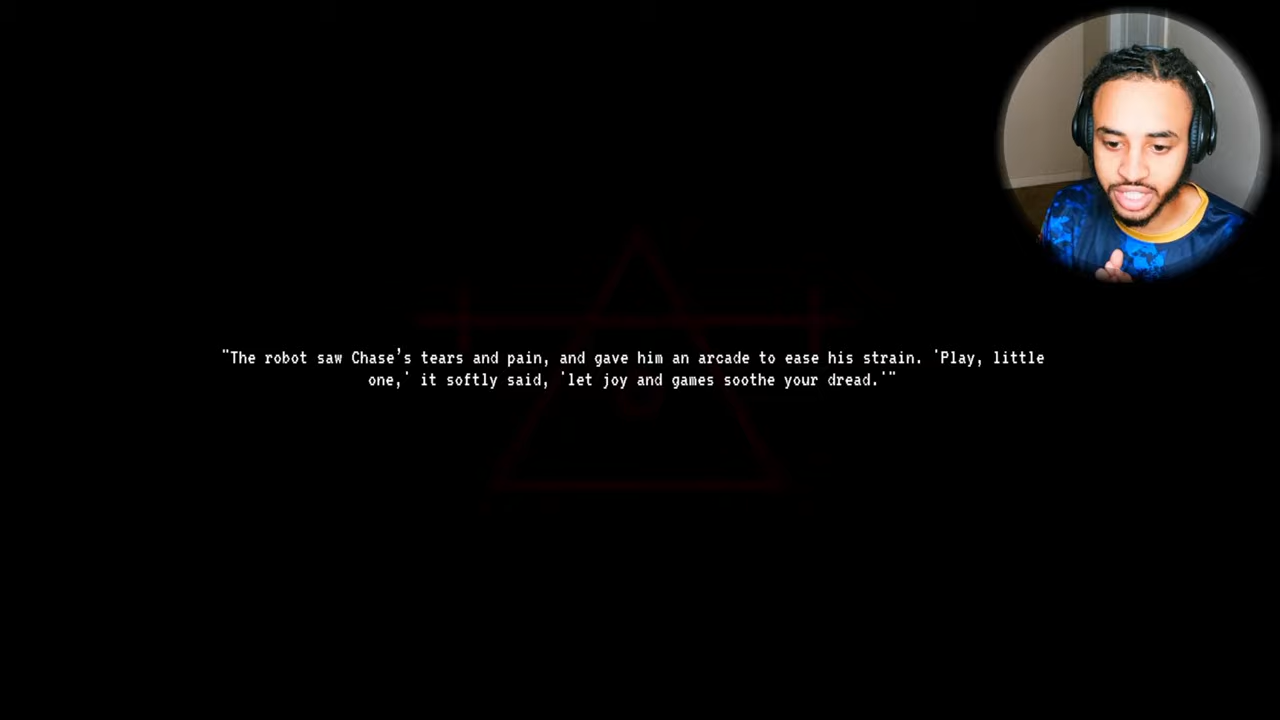 "The robot saw Chase's tears and pain, and gave him an arcade to ease his strain. 'Play, little
one,' it softly said, 'let joy and games soothe your dread.'"